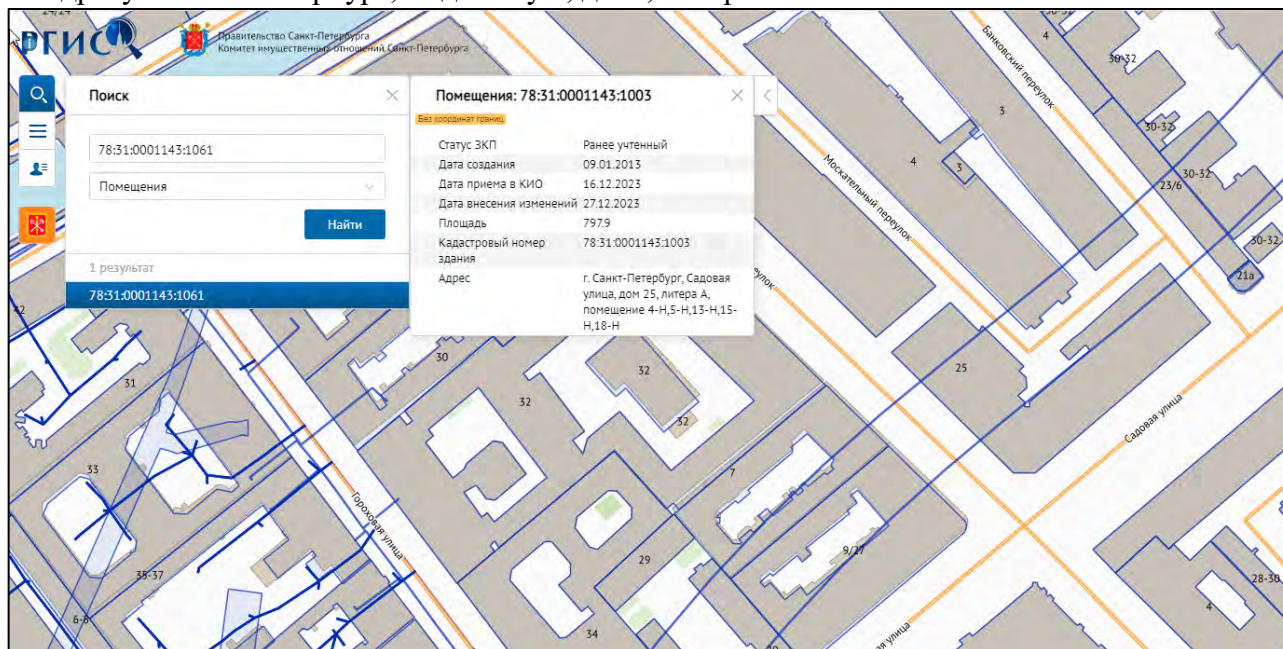 РГИС
Правительство Санкт-Петербурга
Комитет имущественных отношений Санкт-Петербурга
Поиск
78:31:0001143:1061
Помещения
Найти
1 результат
78:31:0001143:1061
Помещения: 78:31:0001143:1003
Без координат границ
Статус ЗКП Ранее учтенный
Дата создания 09.01.2013
Дата приема в КИО 16.12.2023
Дата внесения изменений 27.12.2023
Площадь 797.9
Кадастровый номер 78:31:0001143:1003
здания
Адрес г. Санкт-Петербург, Садовая
улица, дом 25, литера А,
помещение 4-Н,5-Н,13-Н,15-
Н,18-Н
Банковский переулок
4
30-32
3
30-32
Москательный переулок
4
3
30-32
23/6
30-32
21а
переулок
42
30
25
31
32
32
32
Садовая улица
33
7
Гороховая улица
9/27
29
35-37
28-30
6-8
4
34
улица